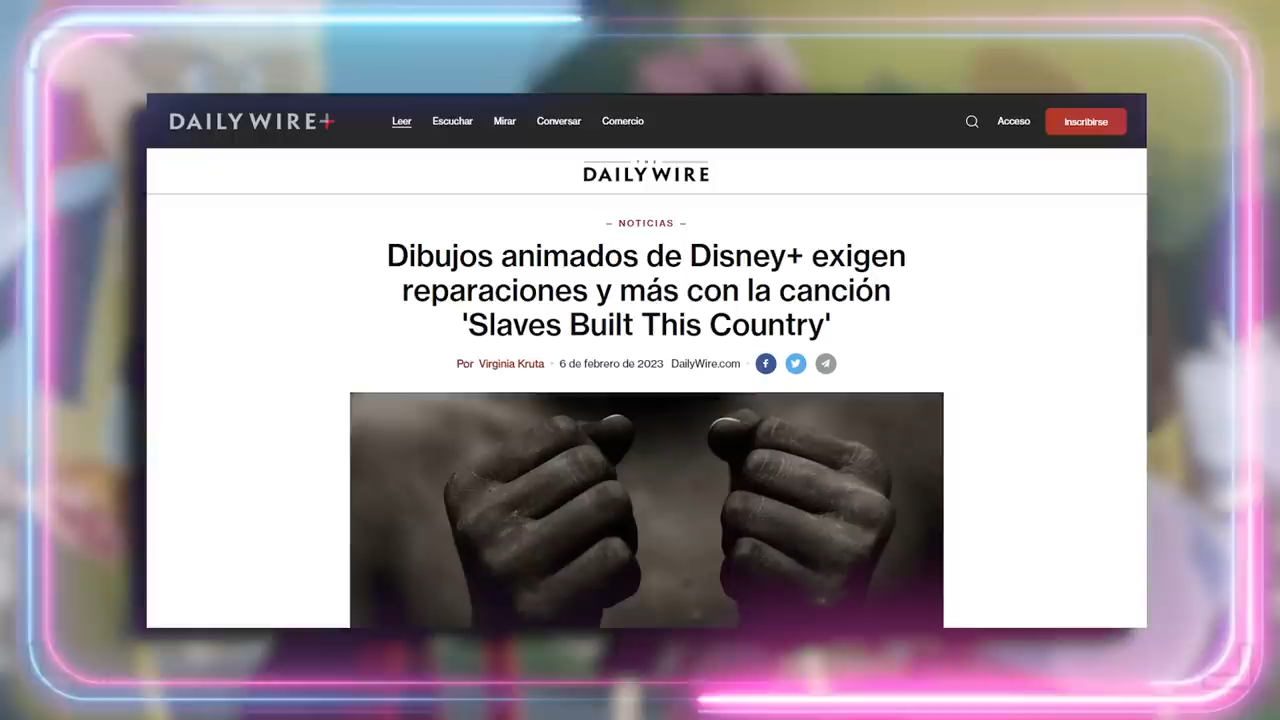 DAILY WIRE+
Leer Escuchar Mirar Conversar Comercio Acceso Inscribirse
THE
DAILY WIRE
– NOTICIAS –
Dibujos animados de Disney+ exigen
reparaciones y más con la canción
'Slaves Built This Country'
Por Virginia Kruta • 6 de febrero de 2023 DailyWire.com •